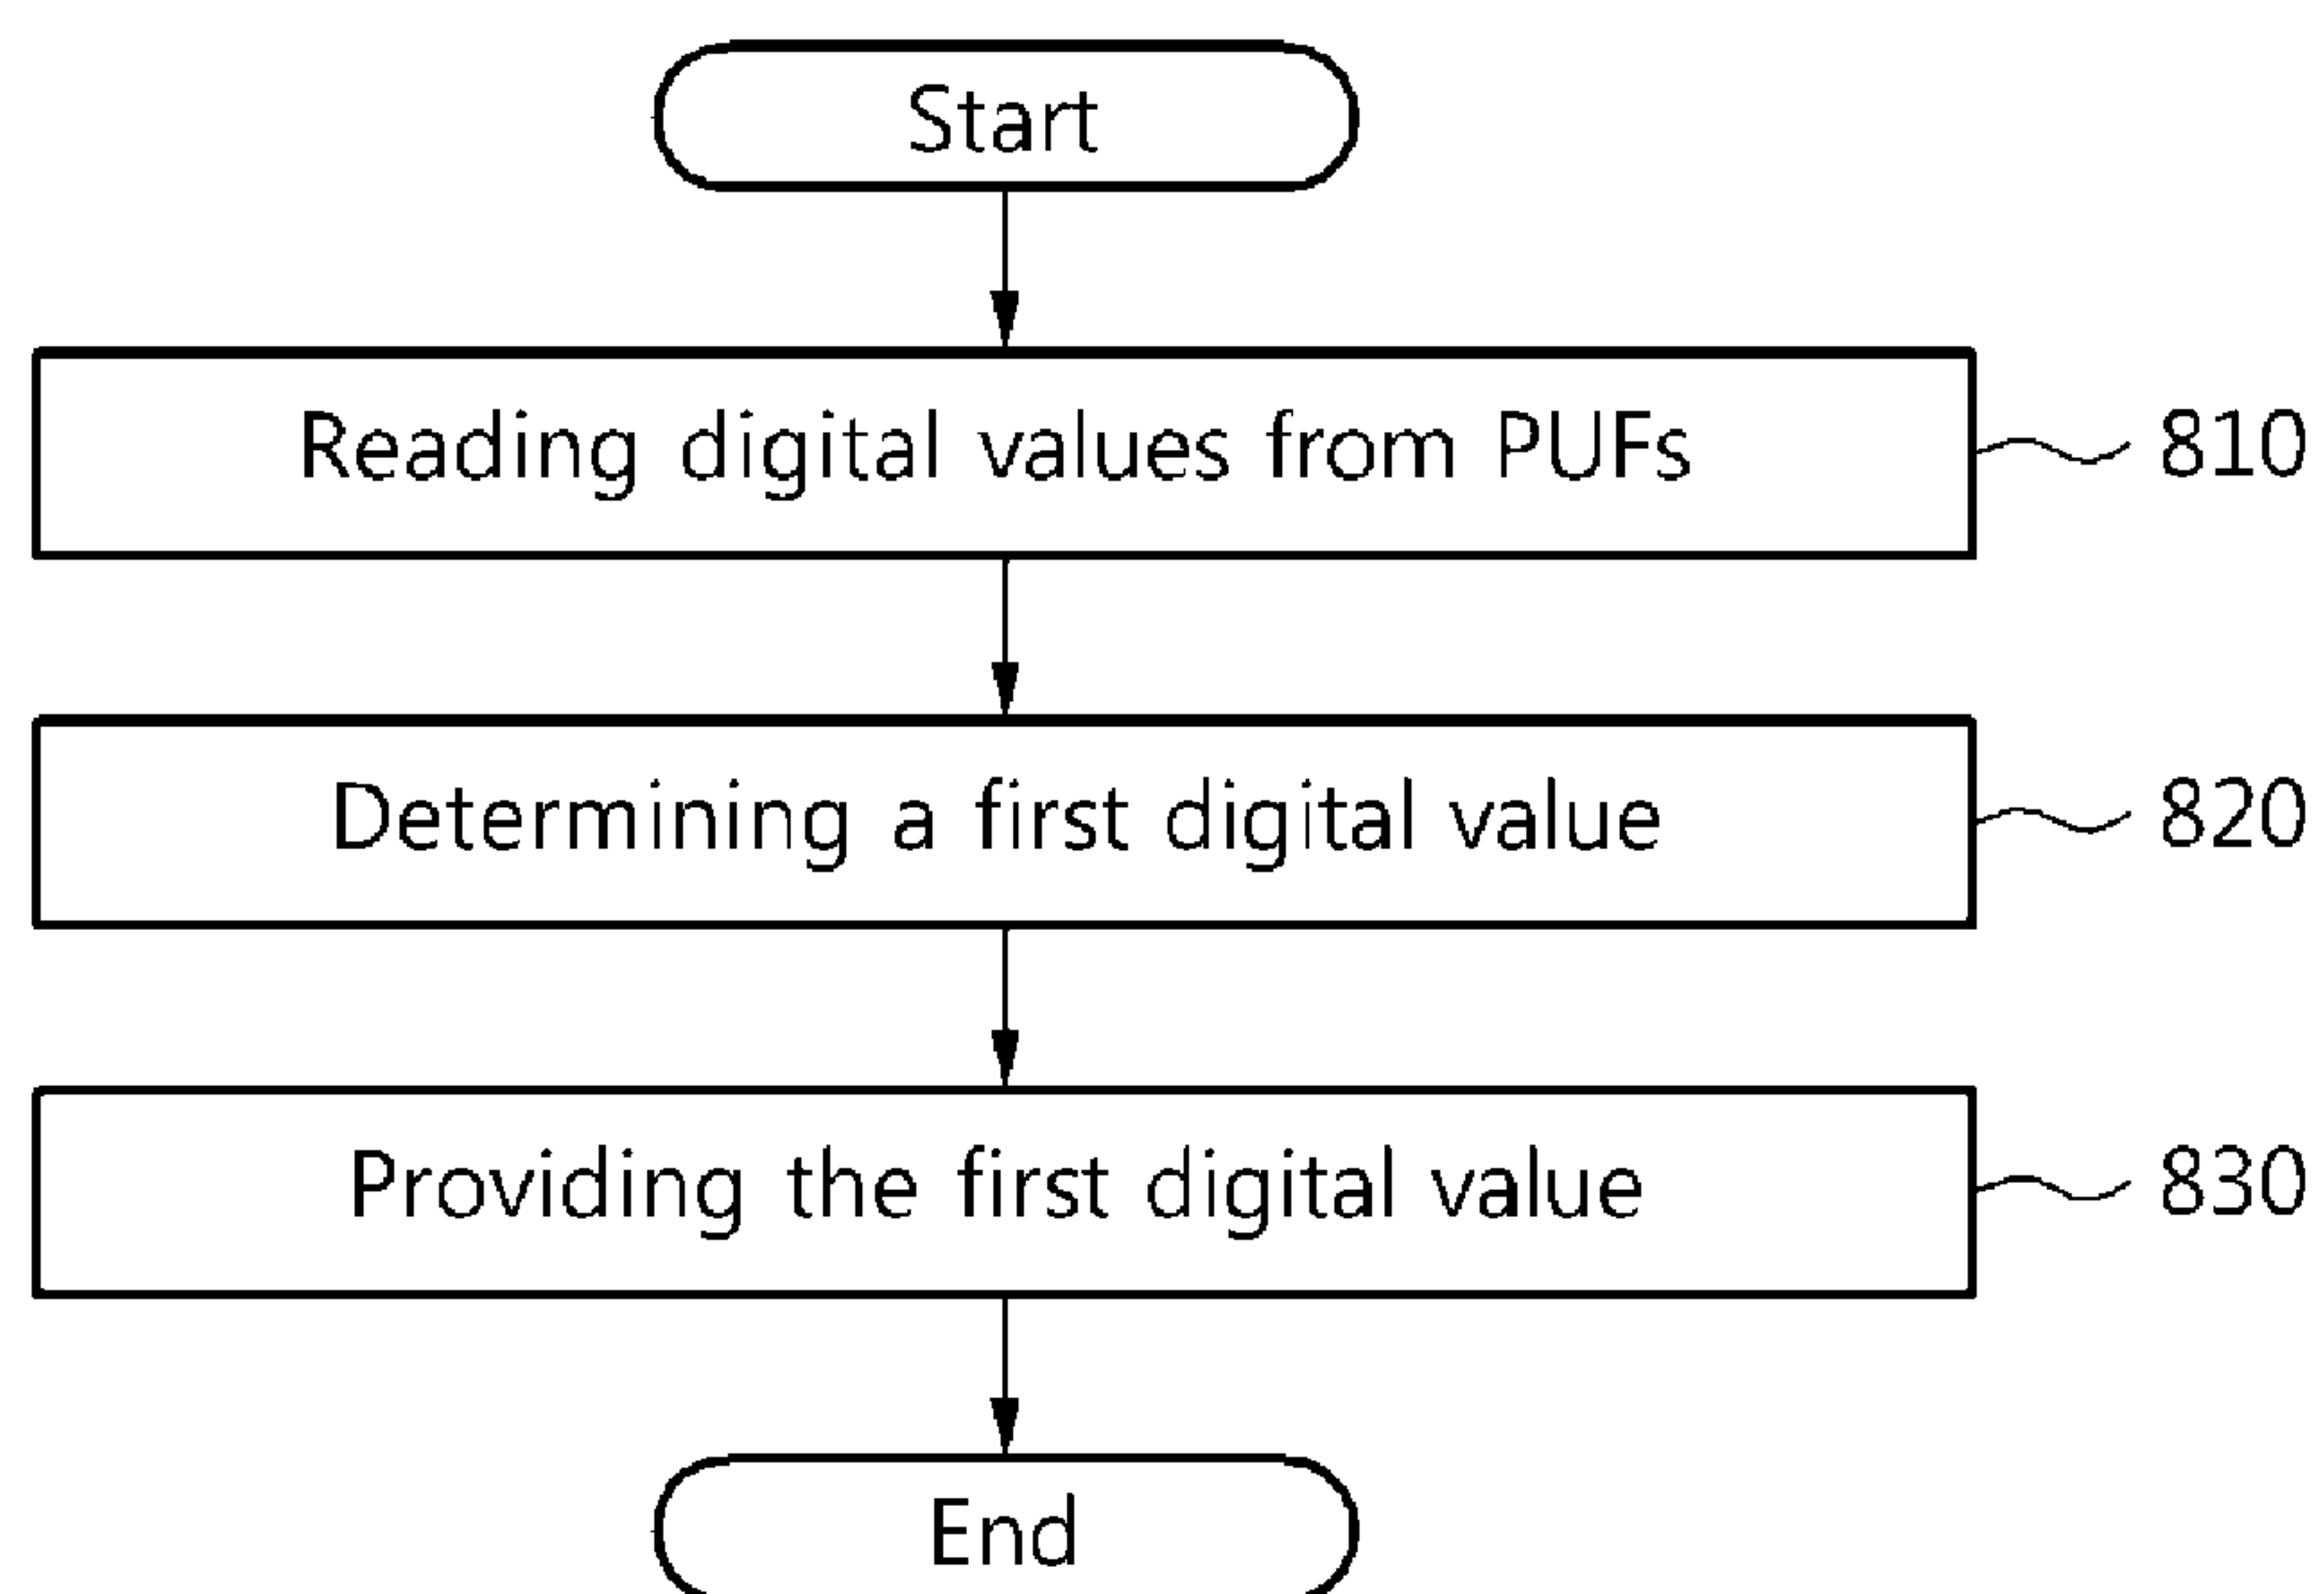 Start
Reading digital values from PUFs 810
Determining a first digital value 820
Providing the first digital value 830
End